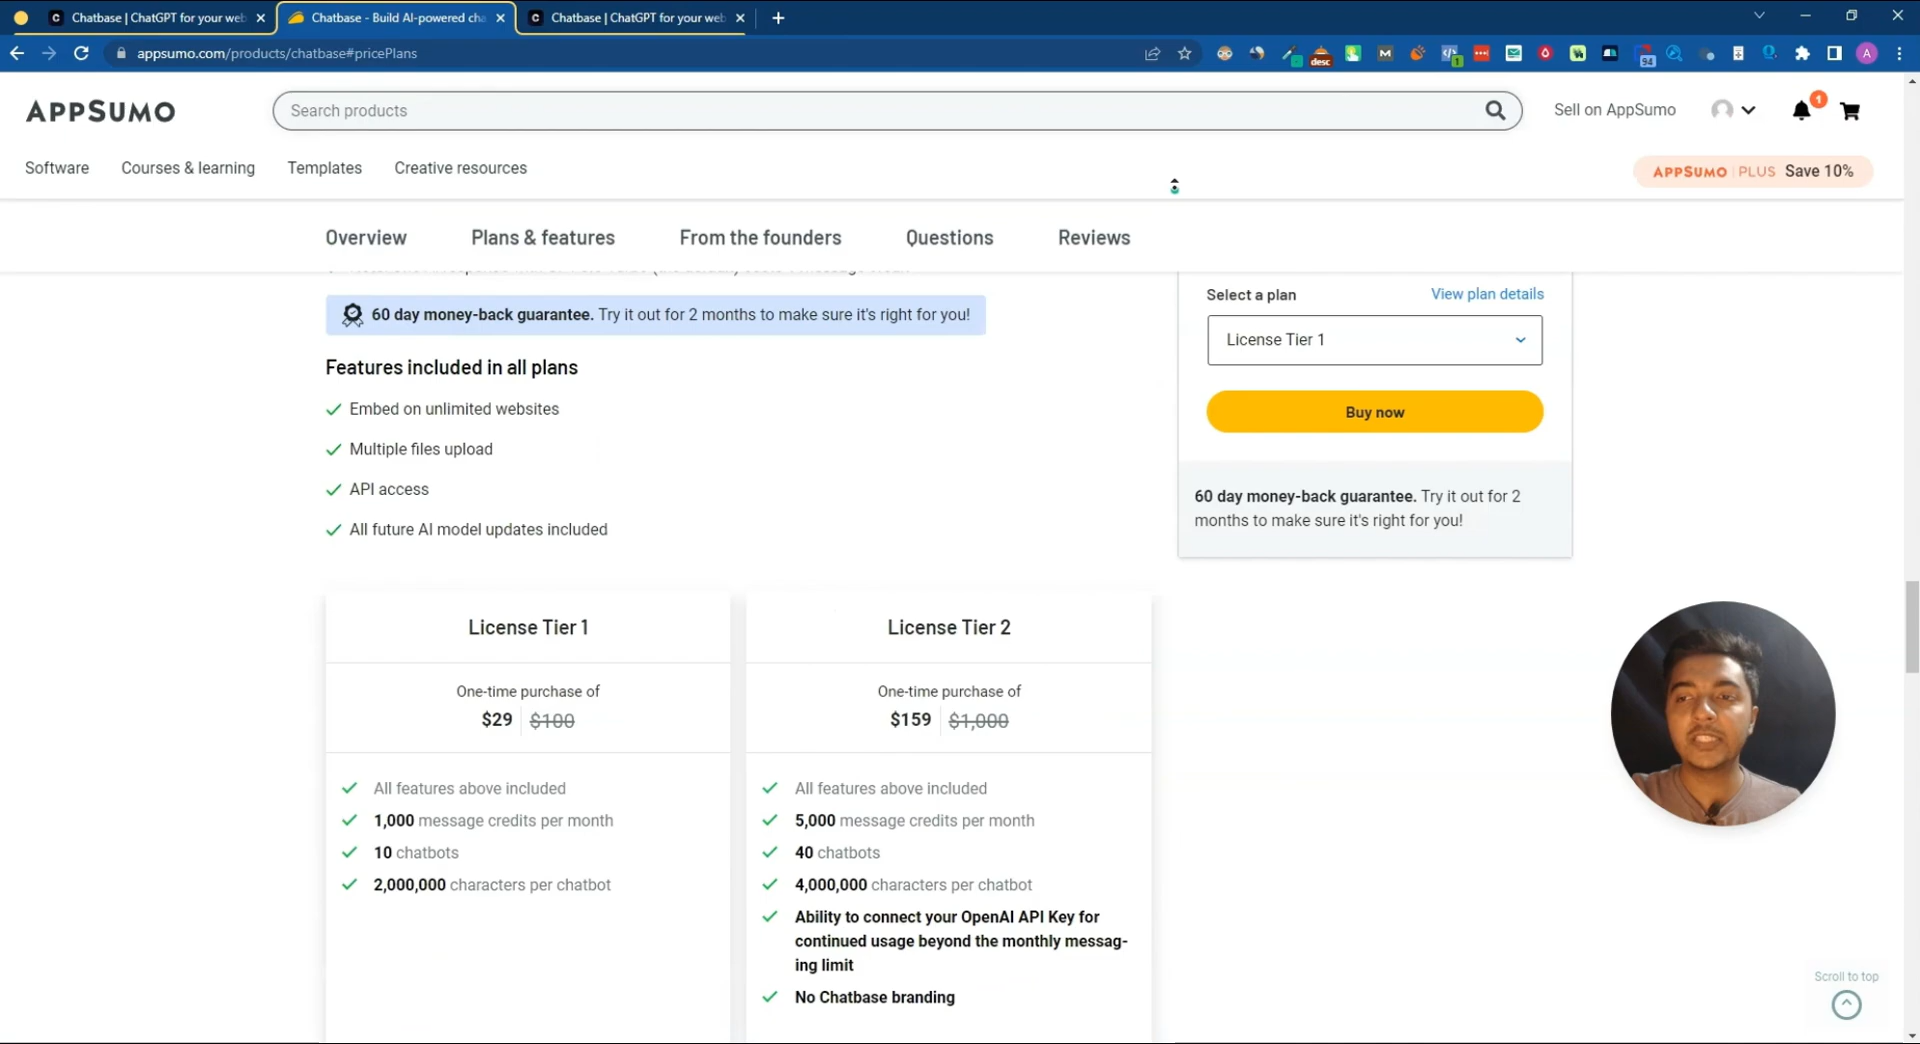 Chatbase | ChatGPT for your web
Chatbase - Build AI-powered cha
Chatbase | ChatGPT for your web
appsumo.com/products/chatbase#pricePlans
desc
1
94
A
APPSUMO
Search products
Sell on AppSumo
1
Software
Courses & learning
Templates
Creative resources
APPSUMO | PLUS Save 10%
Overview
Plans & features
From the founders
Questions
Reviews
60 day money-back guarantee. Try it out for 2 months to make sure it's right for you!
Features included in all plans
Embed on unlimited websites
Multiple files upload
API access
All future AI model updates included
Select a plan
View plan details
License Tier 1
Buy now
60 day money-back guarantee. Try it out for 2
months to make sure it's right for you!
License Tier 1
One-time purchase of
$29 $100
All features above included
1,000 message credits per month
10 chatbots
2,000,000 characters per chatbot
License Tier 2
One-time purchase of
$159 $1,000
All features above included
5,000 message credits per month
40 chatbots
4,000,000 characters per chatbot
Ability to connect your OpenAI API Key for
continued usage beyond the monthly messag-
ing limit
No Chatbase branding
Scroll to top